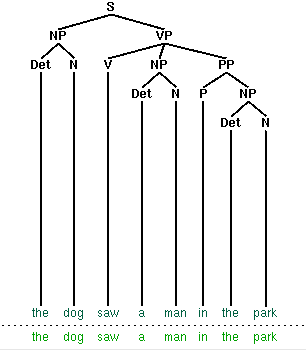 S
NP VP
Det N V NP PP
Det N P NP
Det N
the dog saw a man in the park
the dog saw a man in the park